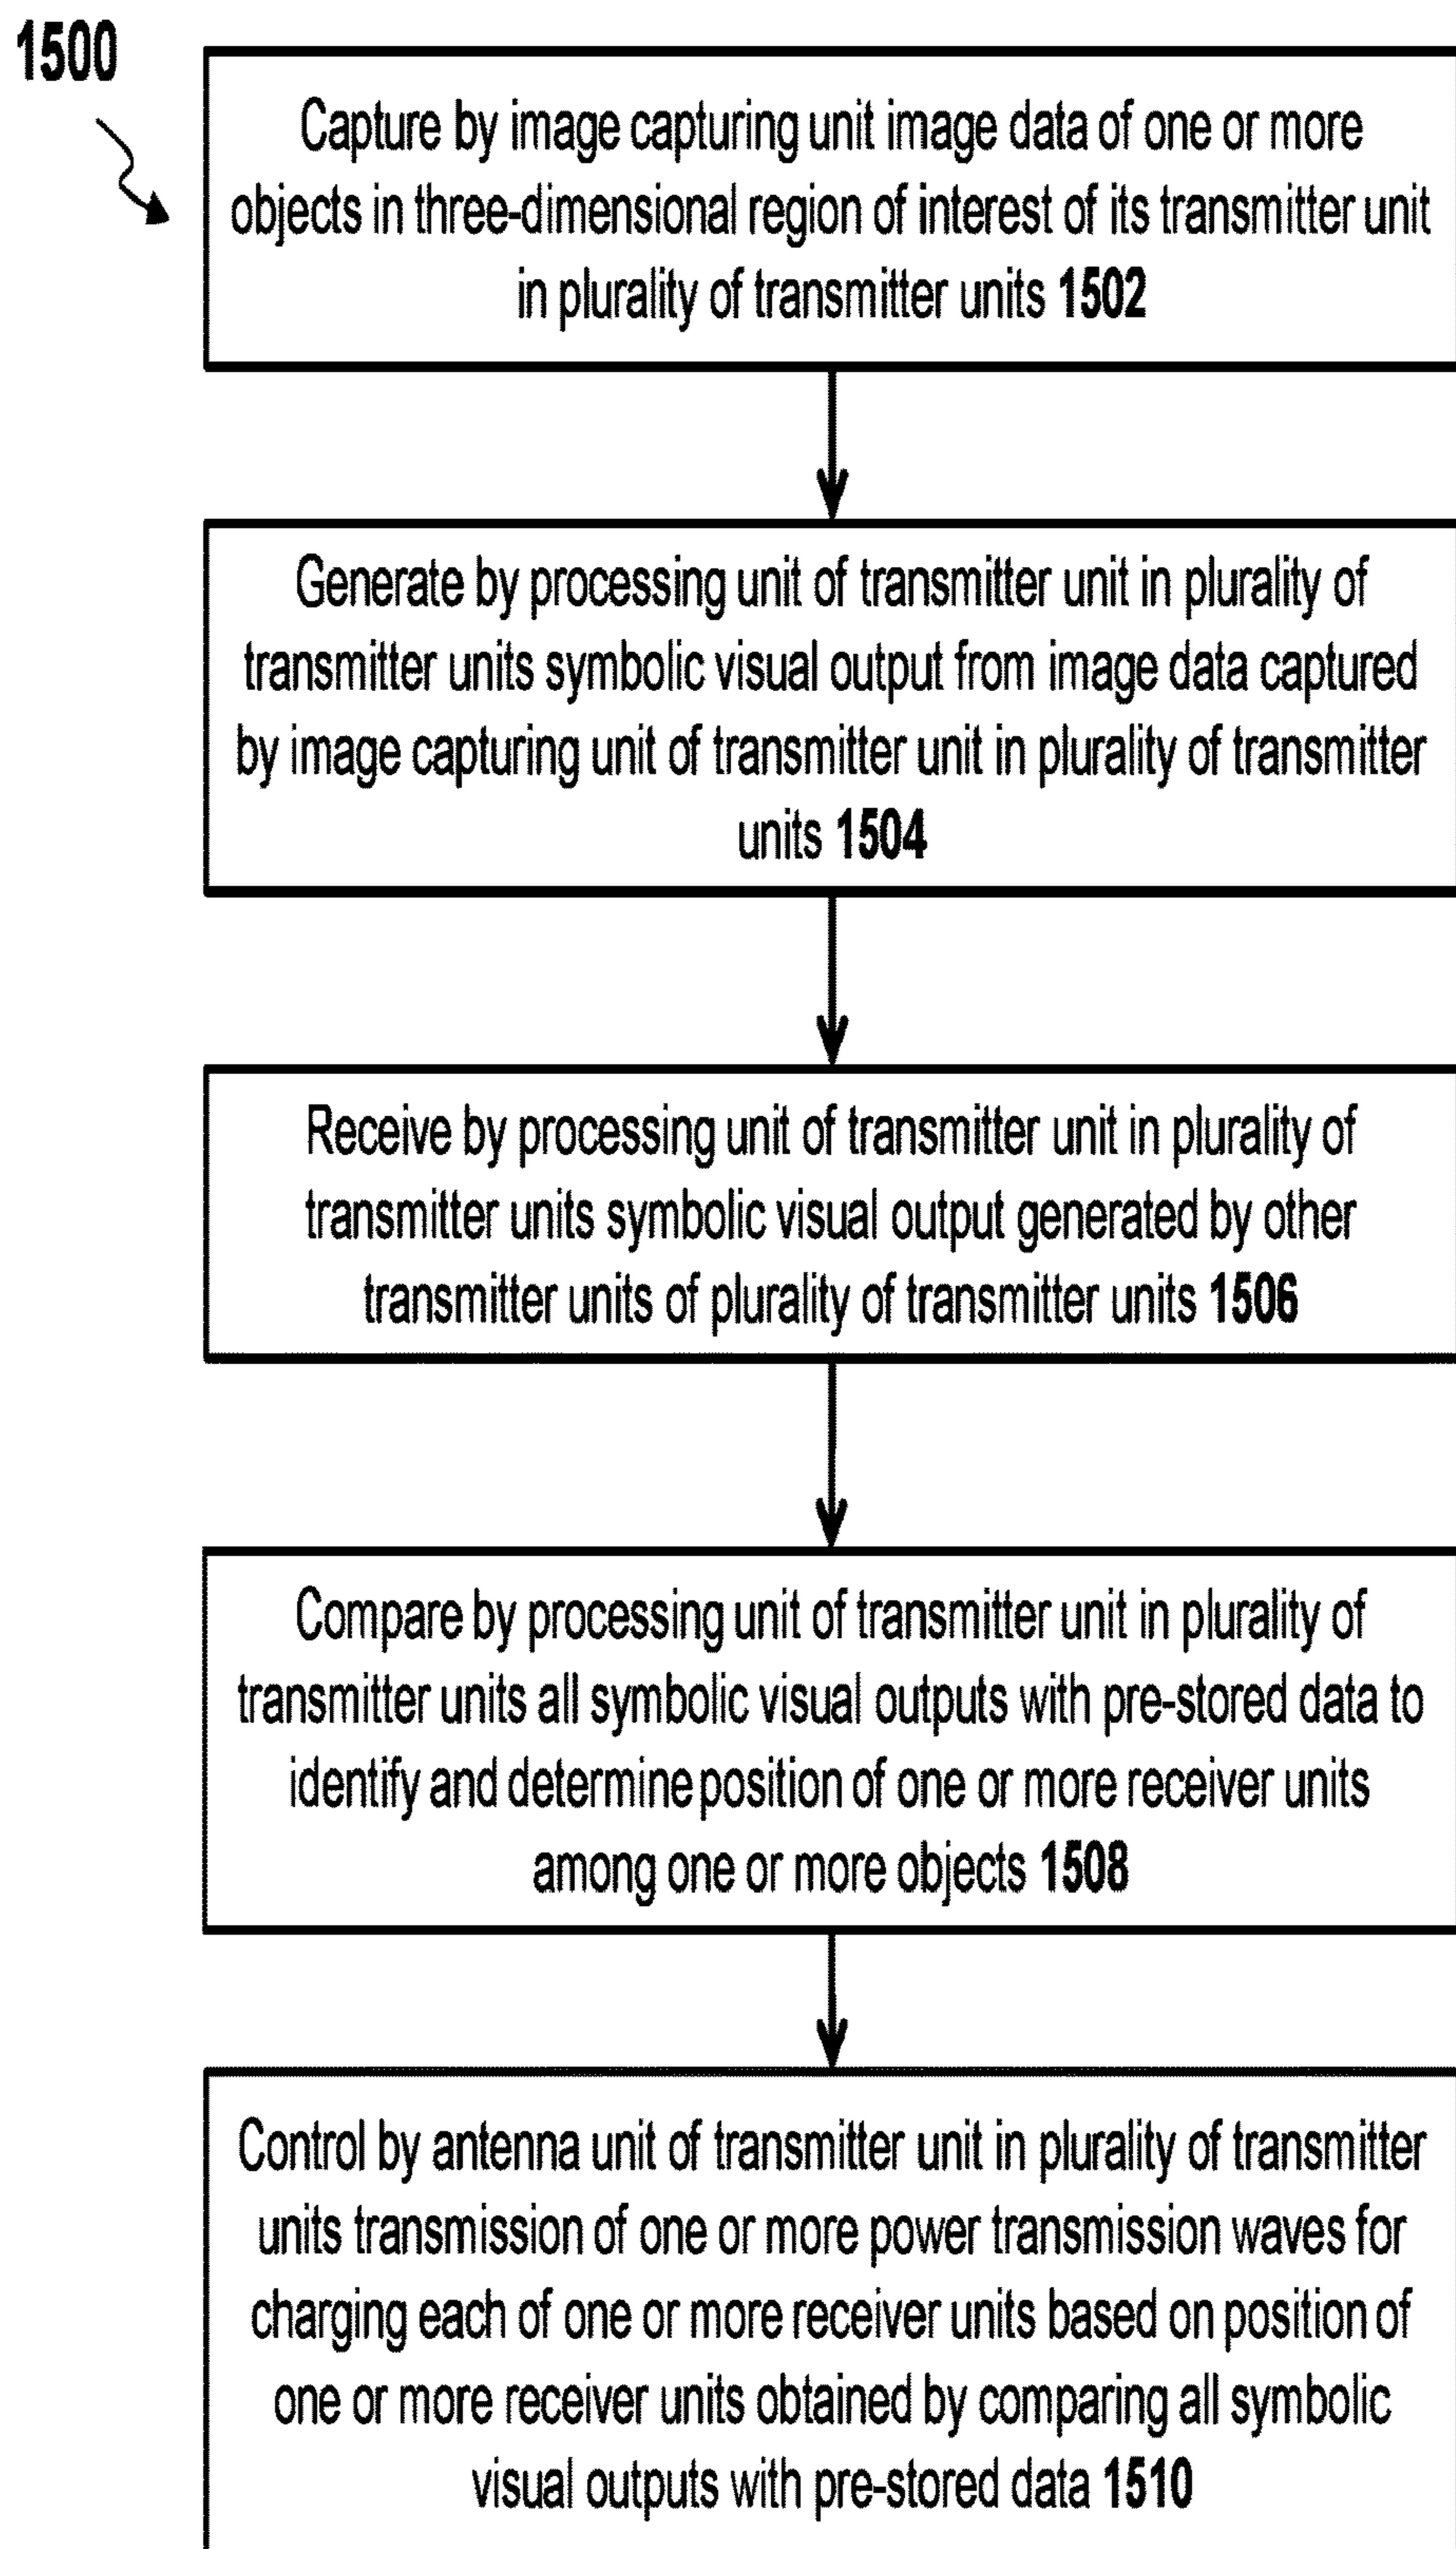 1500
Capture by image capturing unit image data of one or more
objects in three-dimensional region of interest of its transmitter unit
in plurality of transmitter units 1502
Generate by processing unit of transmitter unit in plurality of
transmitter units symbolic visual output from image data captured
by image capturing unit of transmitter unit in plurality of transmitter
units 1504
Receive by processing unit of transmitter unit in plurality of
transmitter units symbolic visual output generated by other
transmitter units of plurality of transmitter units 1506
Compare by processing unit of transmitter unit in plurality of
transmitter units all symbolic visual outputs with pre-stored data to
identify and determine position of one or more receiver units
among one or more objects 1508
Control by antenna unit of transmitter unit in plurality of transmitter
units transmission of one or more power transmission waves for
charging each of one or more receiver units based on position of
one or more receiver units obtained by comparing all symbolic
visual outputs with pre-stored data 1510